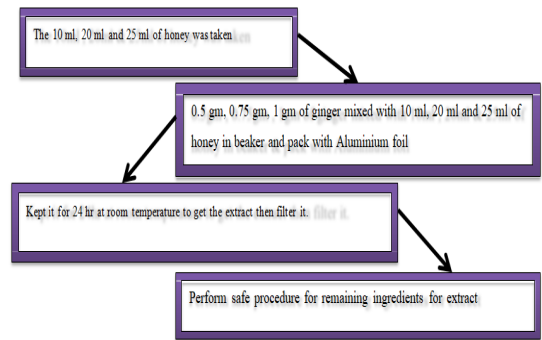 The 10 ml, 20 ml and 25 ml of honey was taken
0.5 gm, 0.75 gm, 1 gm of ginger mixed with 10 ml, 20 ml and 25 ml of
honey in beaker and pack with Aluminium foil
Kept it for 24 hr at room temperature to get the extract then filter it.
Perform safe procedure for remaining ingredients for extract